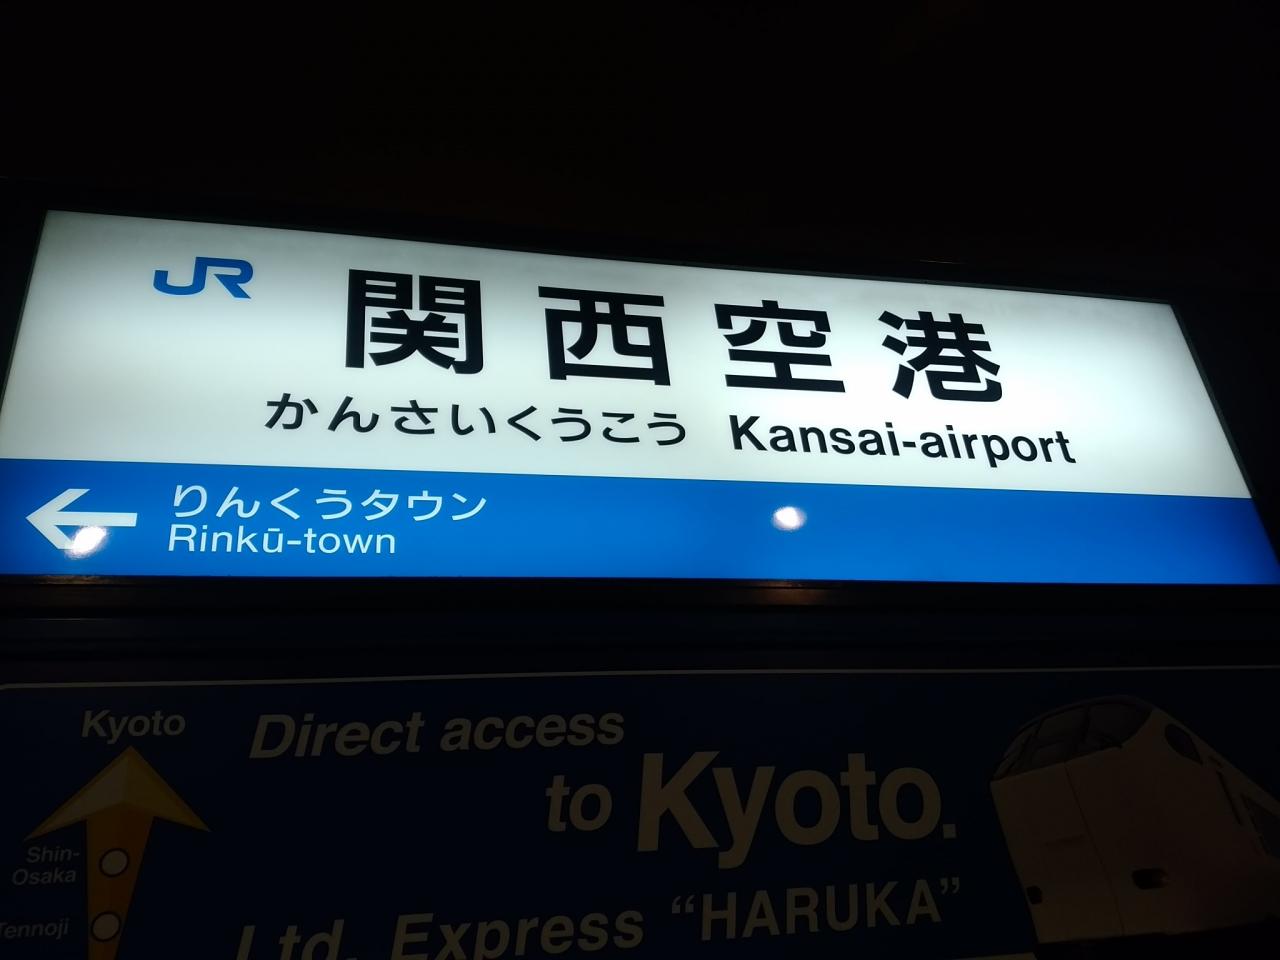 JR
関西空港
かんさいくうこう Kansai-airport
りんくうタウン
Rinkū-town
Kyoto
Direct access
to Kyoto.
Shin-
Osaka
Tennoji
Ltd. Express “HARUKA”